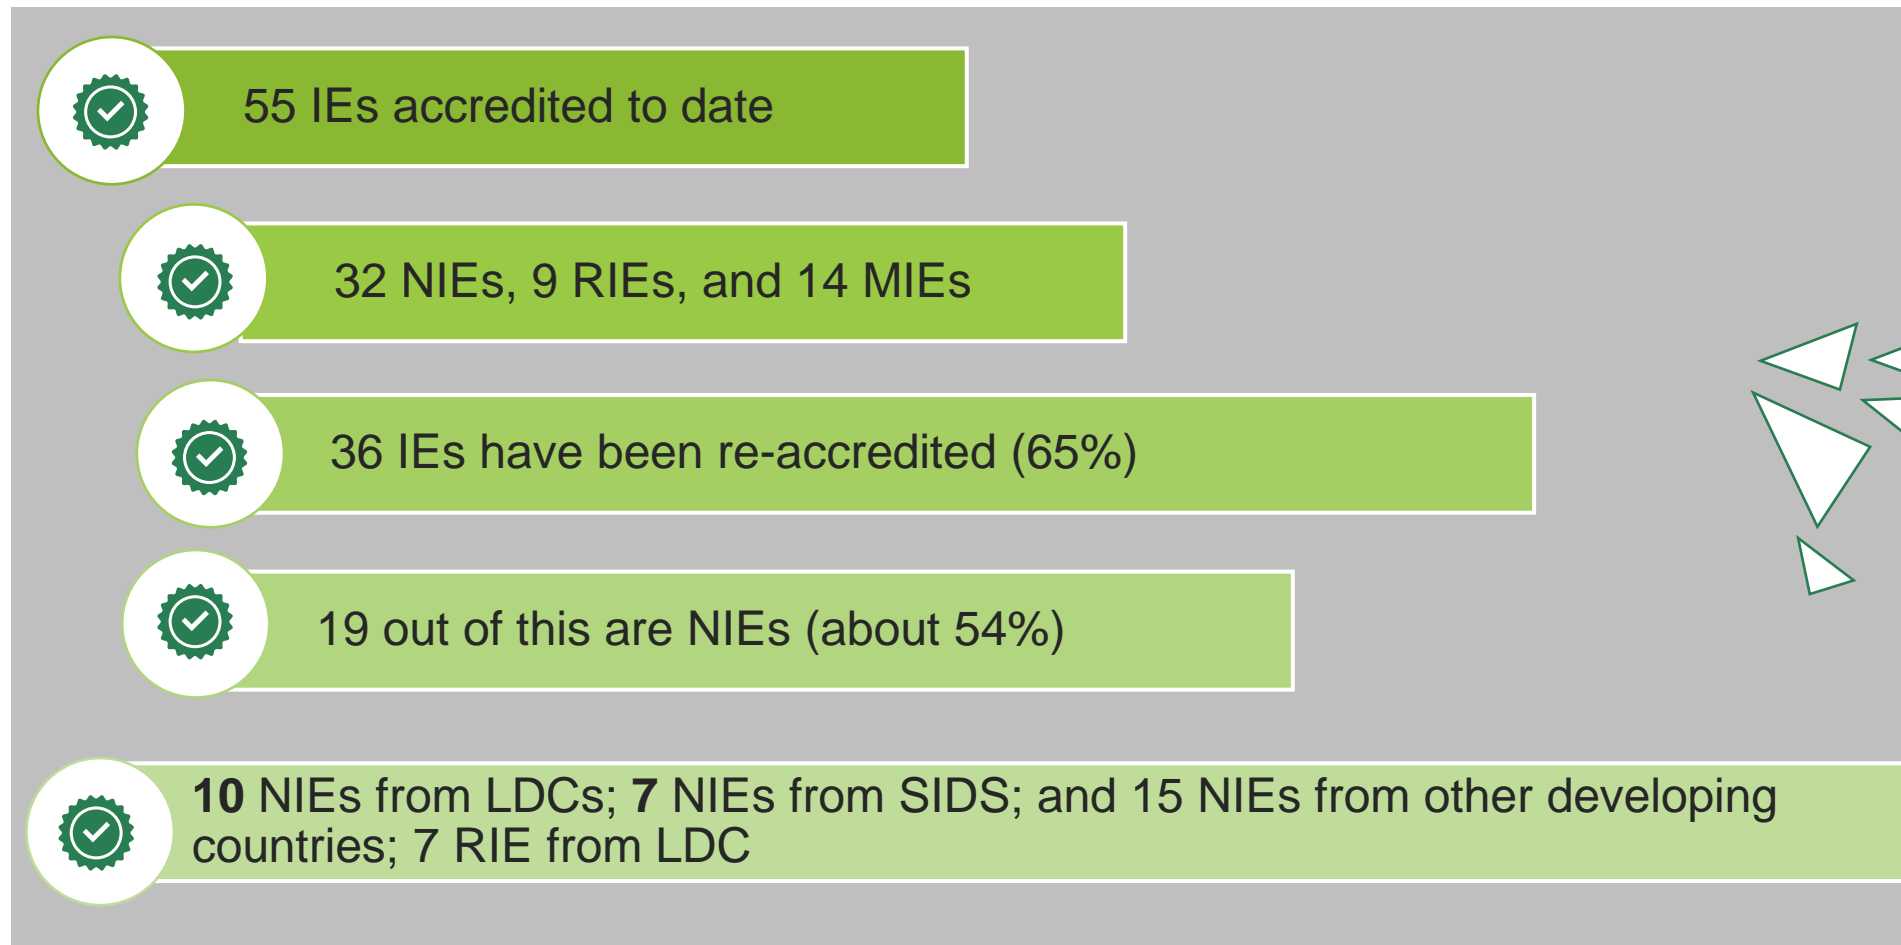 55 IEs accredited to date
32 NIEs, 9 RIEs, and 14 MIEs
36 IEs have been re-accredited (65%)
19 out of this are NIEs (about 54%)
10 NIEs from LDCs; 7 NIEs from SIDS; and 15 NIEs from other developing
countries; 7 RIE from LDC